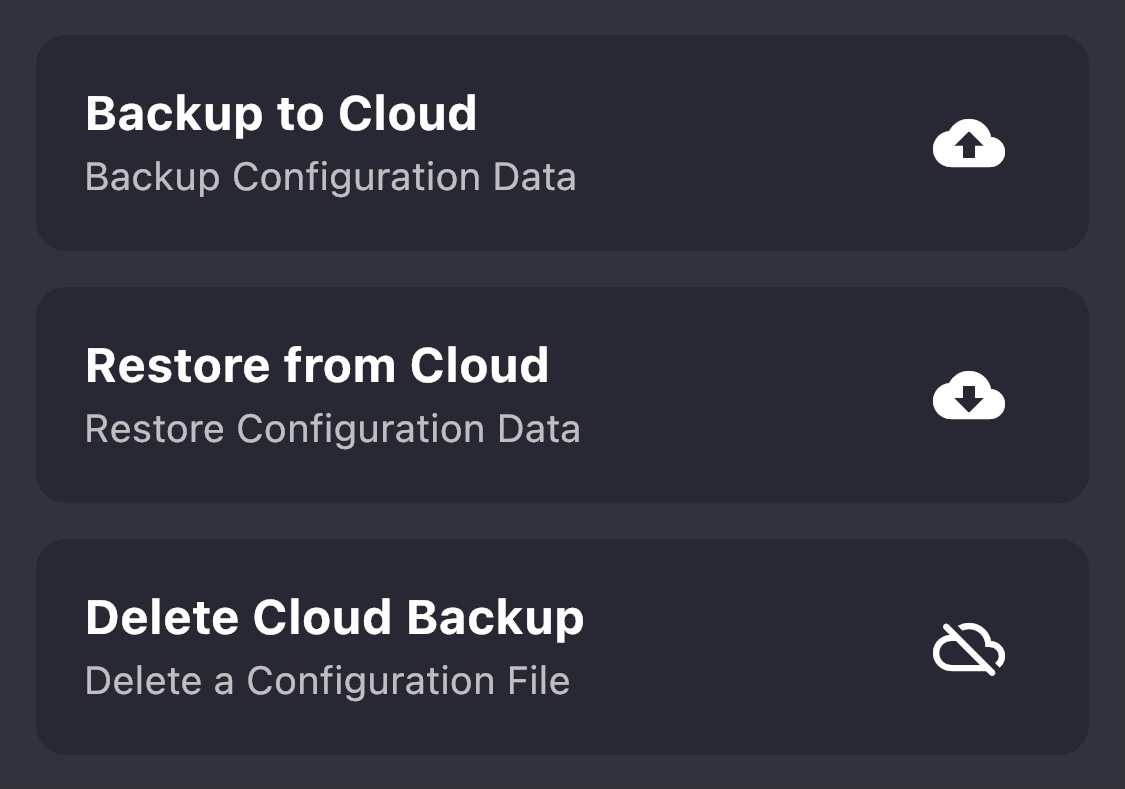 Backup to Cloud
Backup Configuration Data
Restore from Cloud
Restore Configuration Data
Delete Cloud Backup
Delete a Configuration File